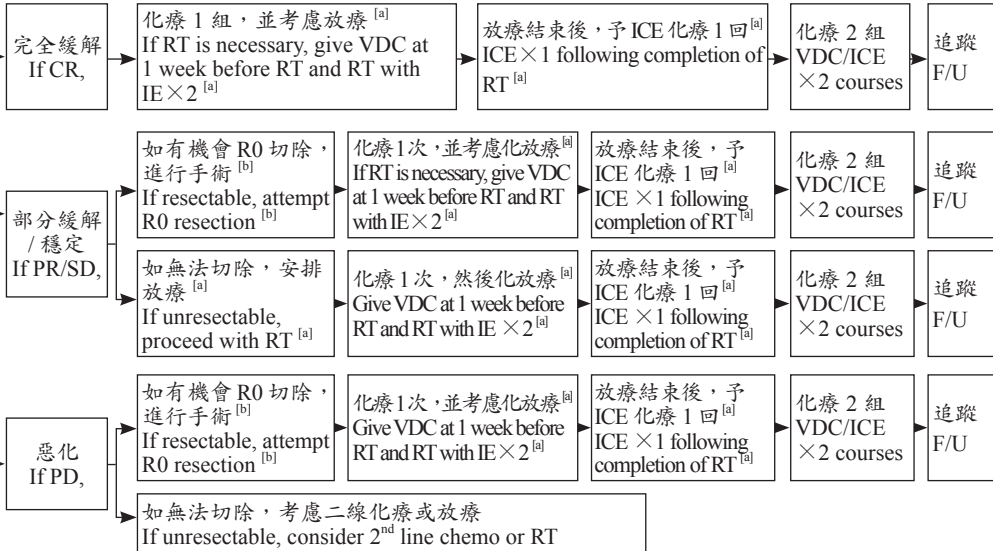 完全緩解
If CR,
化療 1 組，並考慮放療 [a]
If RT is necessary, give VDC at
1 week before RT and RT with
IE×2 [a]
放療結束後，予 ICE 化療 1 回[a]
ICE×1 following completion of
RT [a]
化療 2 組
VDC/ICE
×2 courses
追蹤
F/U
部分緩解
/ 穩定
If PR/SD,
如有機會 R0 切除，
進行手術 [b]
If resectable, attempt
R0 resection [b]
化療1次，並考慮化放療[a]
If RT is necessary, give VDC
at 1 week before RT and RT
with IE×2 [a]
放療結束後，予
ICE 化療 1 回[a]
ICE ×1 following
completion of RT[a]
化療 2 組
VDC/ICE
×2 courses
追蹤
F/U
如無法切除，安排
放療 [a]
If unresectable,
proceed with RT [a]
化療 1次，然後化放療 [a]
Give VDC at 1 week before
RT and RT with IE ×2 [a]
放療結束後，予
ICE 化療 1 回[a]
ICE ×1 following
completion of RT[a]
化療 2 組
VDC/ICE
×2 courses
追蹤
F/U
惡化
If PD,
如有機會 R0 切除，
進行手術 [b]
If resectable, attempt
R0 resection [b]
化療 1次，並考慮化放療[a]
Give VDC at 1 week before
RT and RT with IE×2 [a]
放療結束後，予
ICE 化療 1 回[a]
ICE ×1 following
completion of RT[a]
化療 2 組
VDC/ICE
×2 courses
追蹤
F/U
如無法切除，考慮二線化療或放療
If unresectable, consider 2nd line chemo or RT